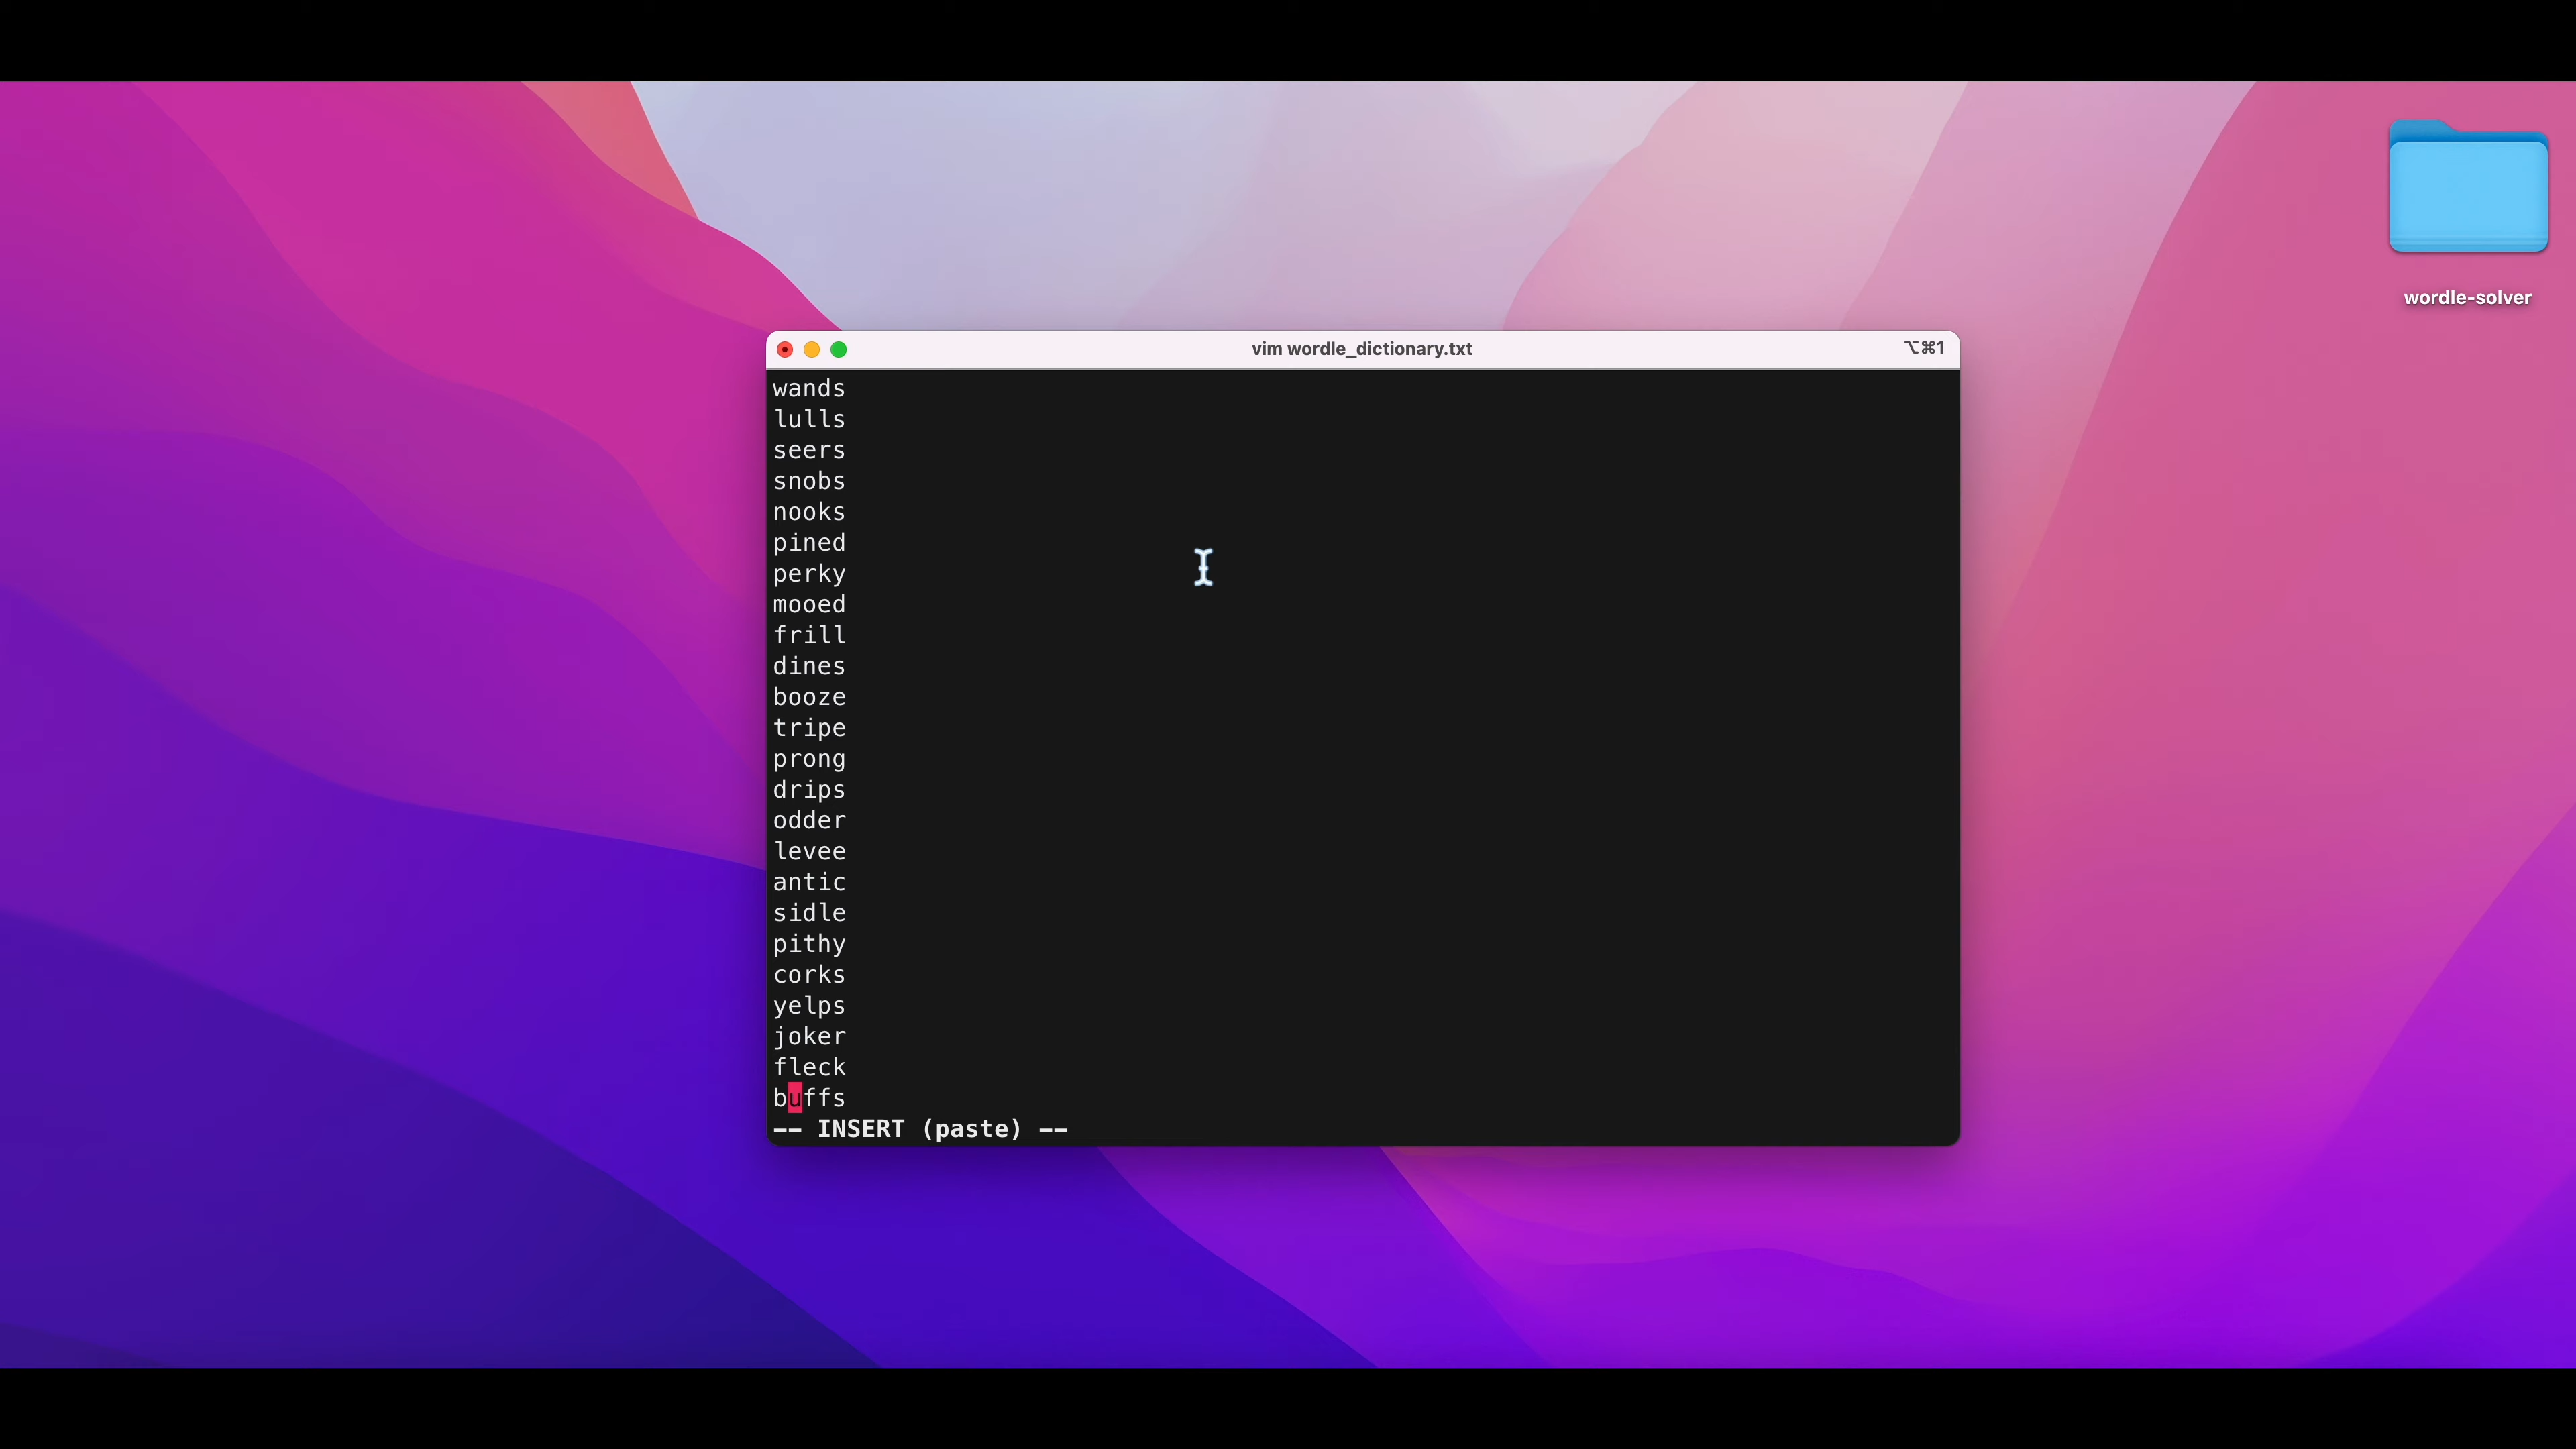 wordle-solver
vim wordle_dictionary.txt
⌥⌘1
wands
lulls
seers
snobs
nooks
pined
perky
mooed
frill
dines
booze
tripe
prong
drips
odder
levee
antic
sidle
pithy
corks
yelps
joker
fleck
buffs
-- INSERT (paste) --